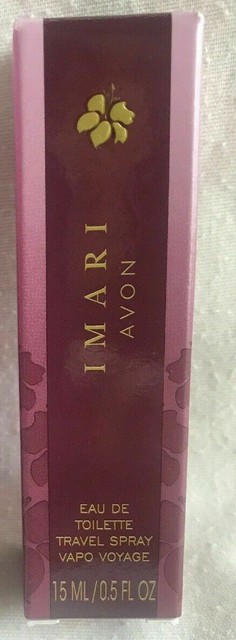 IMARI
AVON
EAU DE
TOILETTE
TRAVEL SPRAY
VAPO VOYAGE
15 ML/0.5 FL OZ